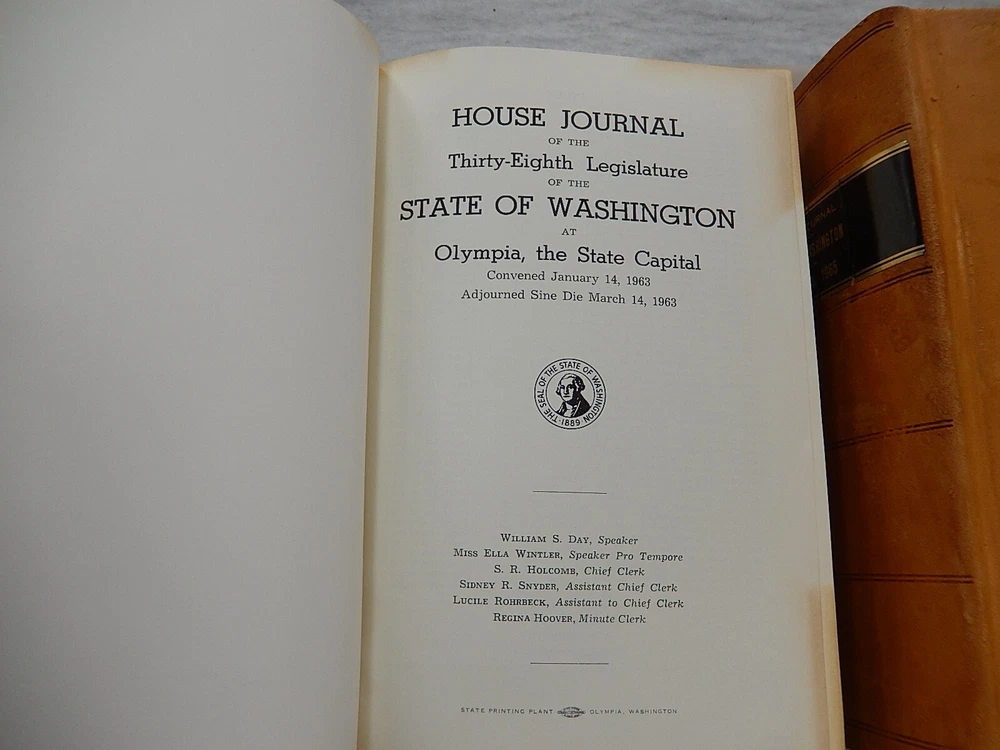 HOUSE JOURNAL
OF THE
Thirty-Eighth Legislature
OF THE
STATE OF WASHINGTON
AT
Olympia, the State Capital
Convened January 14, 1963
Adjourned Sine Die March 14, 1963
THE SEAL OF THE STATE OF WASHINGTON
1889
WILLIAM S. DAY, Speaker
MISS ELLA WINTLER, Speaker Pro Tempore
S. R. HOLCOMB, Chief Clerk
SIDNEY R. SNYDER, Assistant Chief Clerk
LUCILE ROHRBECK, Assistant to Chief Clerk
REGINA HOOVER, Minute Clerk
STATE PRINTING PLANT OLYMPIA, WASHINGTON